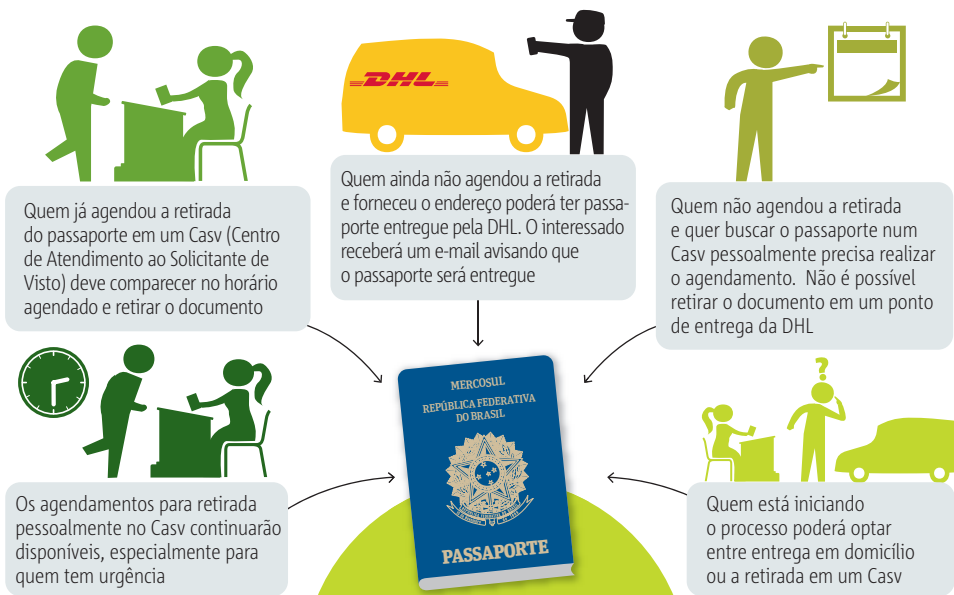 Quem já agendou a retirada
do passaporte em um Casv (Centro
de Atendimento ao Solicitante de
Visto) deve comparecer no horário
agendado e retirar o documento
DHL
Quem ainda não agendou a retirada
e forneceu o endereço poderá ter passa-
porte entregue pela DHL. O interessado
receberá um e-mail avisando que
o passaporte será entregue
Quem não agendou a retirada
e quer buscar o passaporte num
Casv pessoalmente precisa realizar
o agendamento. Não é possível
retirar o documento em um ponto
de entrega da DHL
Os agendamentos para retirada
pessoalmente no Casv continuarão
disponíveis, especialmente para
quem tem urgência
MERCOSUL
REPÚBLICA FEDERATIVA
DO BRASIL
PASSAPORTE
?
Quem está iniciando
o processo poderá optar
entre entrega em domicílio
ou a retirada em um Casv